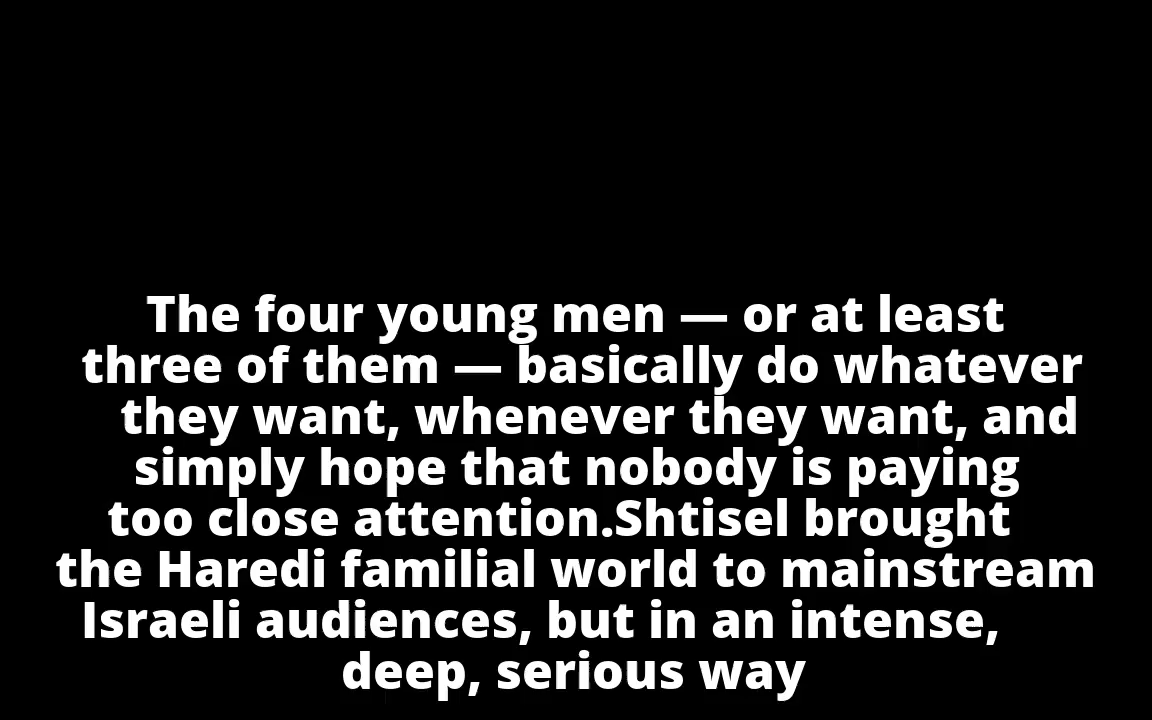 The four young men — or at least
three of them — basically do whatever
they want, whenever they want, and
simply hope that nobody is paying
too close attention.Shtisel brought
the Haredi familial world to mainstream
Israeli audiences, but in an intense,
deep, serious way